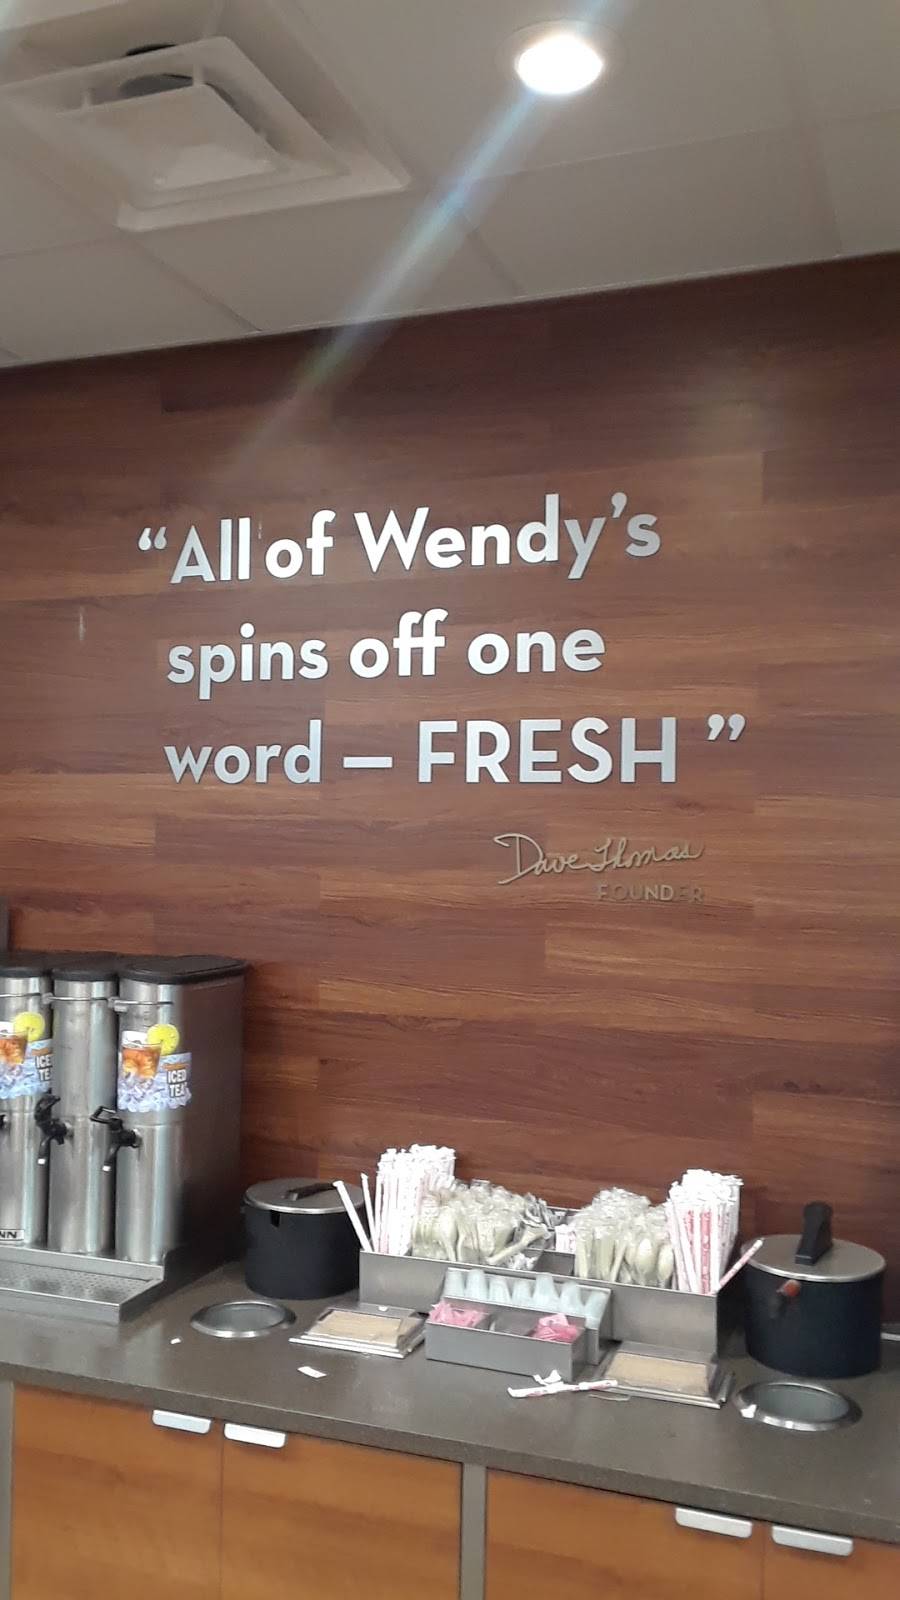 “All of Wendy’s
spins off one
word – FRESH ”
Dave Thomas
FOUNDER
ICED
TEA
ICED
TEA